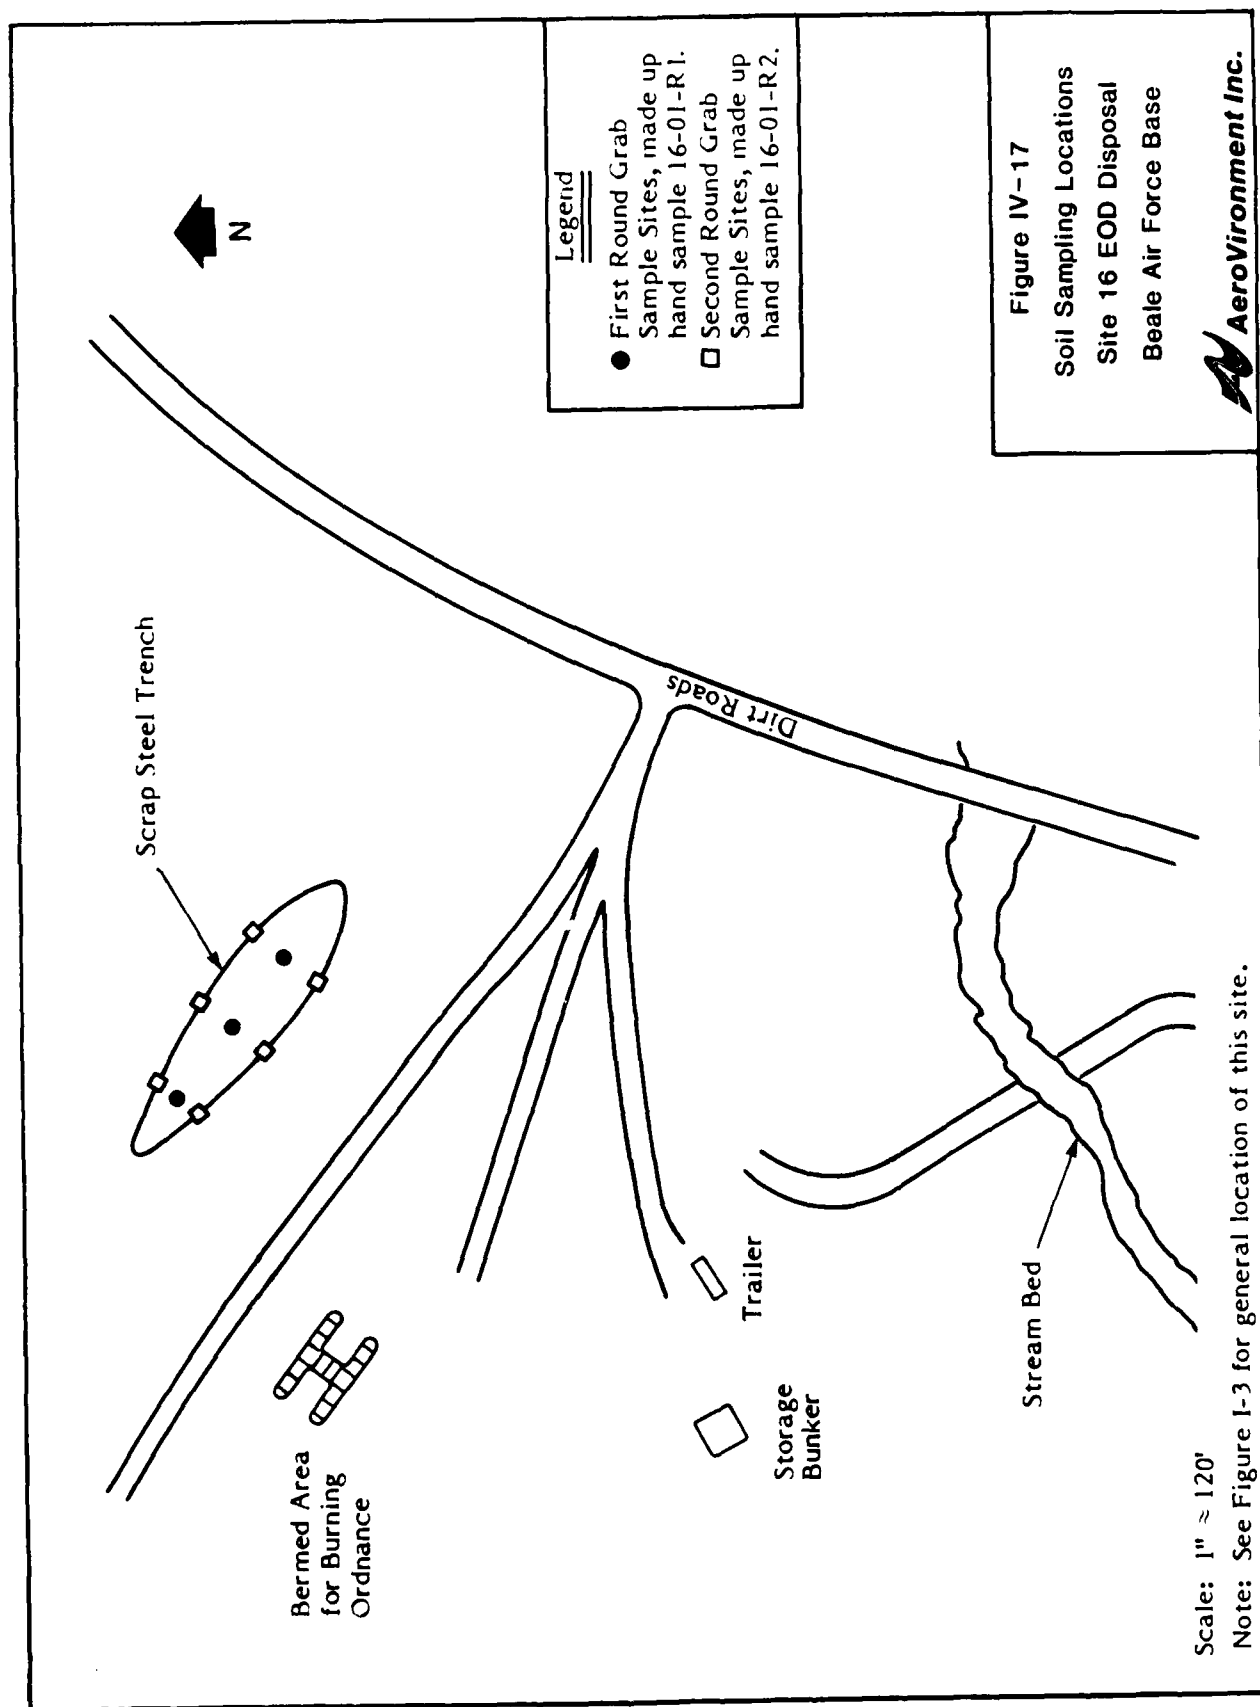 Scrap Steel Trench
N
Bermed Area
for Burning
Ordnance
Dirt Roads
Trailer
Storage
Bunker
Stream Bed
Legend
First Round Grab
Sample Sites, made up
hand sample 16-01-R1.
Second Round Grab
Sample Sites, made up
hand sample 16-01-R2.
Scale: 1" ≈ 120'
Note: See Figure I-3 for general location of this site.
Figure IV-17
Soil Sampling Locations
Site 16 EOD Disposal
Beale Air Force Base
AeroVironment Inc.